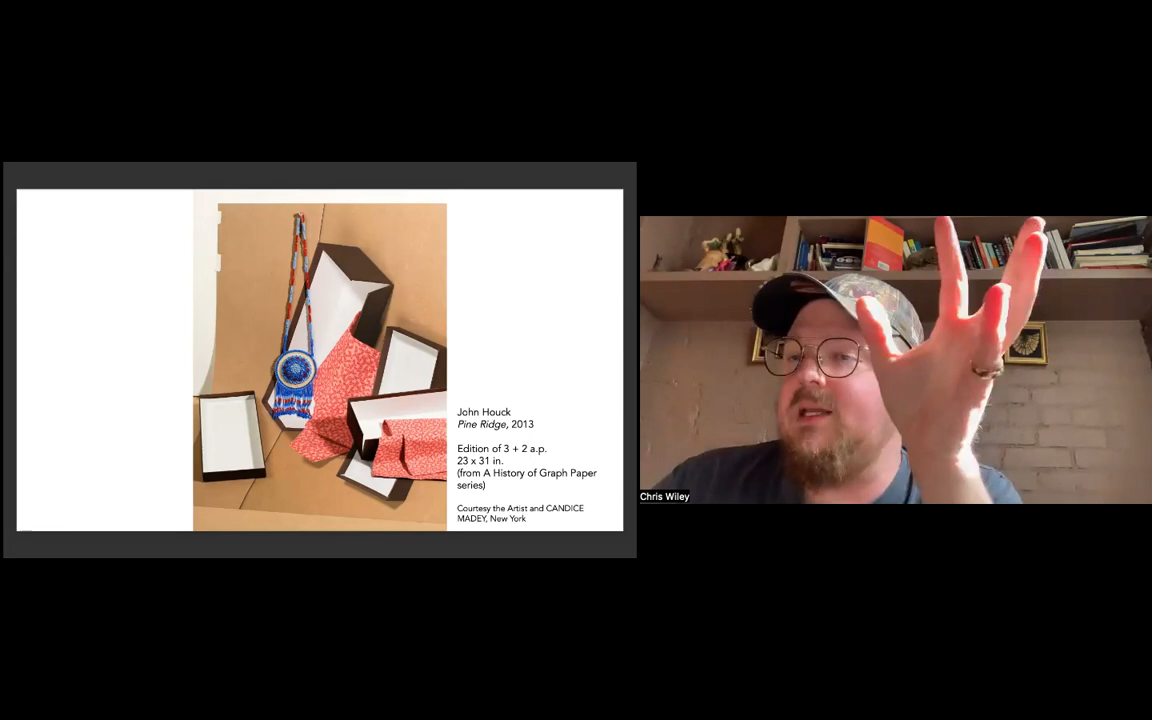 John Houck
Pine Ridge, 2013
Edition of 3 + 2 a.p.
23 x 31 in.
(from A History of Graph Paper
series)
Courtesy the Artist and CANDICE
MADEY, New York
Chris Wiley